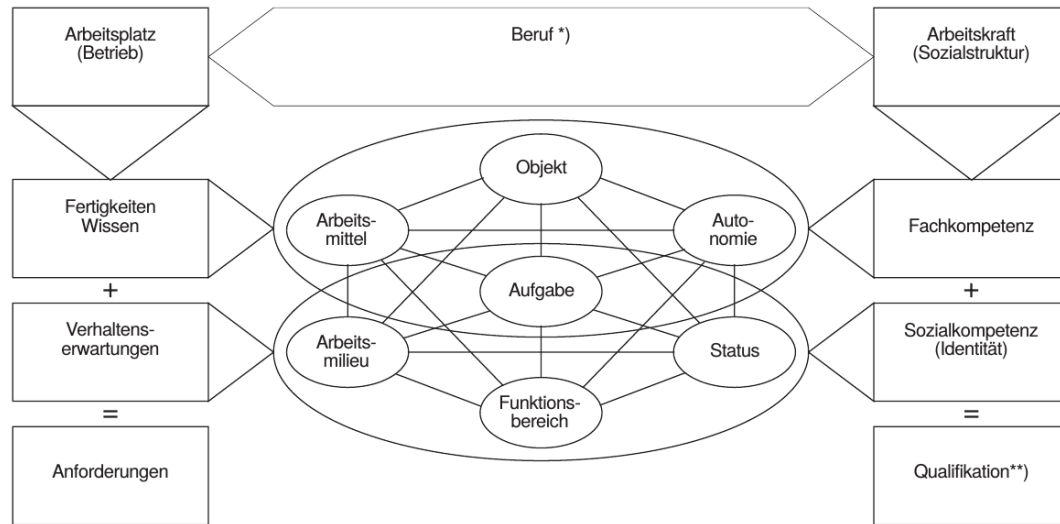 Arbeitsplatz
(Betrieb)
Beruf *)
Arbeitskraft
(Sozialstruktur)
Objekt
Fertigkeiten
Wissen
Arbeits-
mittel
Auto-
nomie
Fachkompetenz
+
Aufgabe
+
Verhaltens-
erwartungen
Arbeits-
milieu
Status
Sozialkompetenz
(Identität)
=
Funktions-
bereich
=
Anforderungen
Qualifikation**)